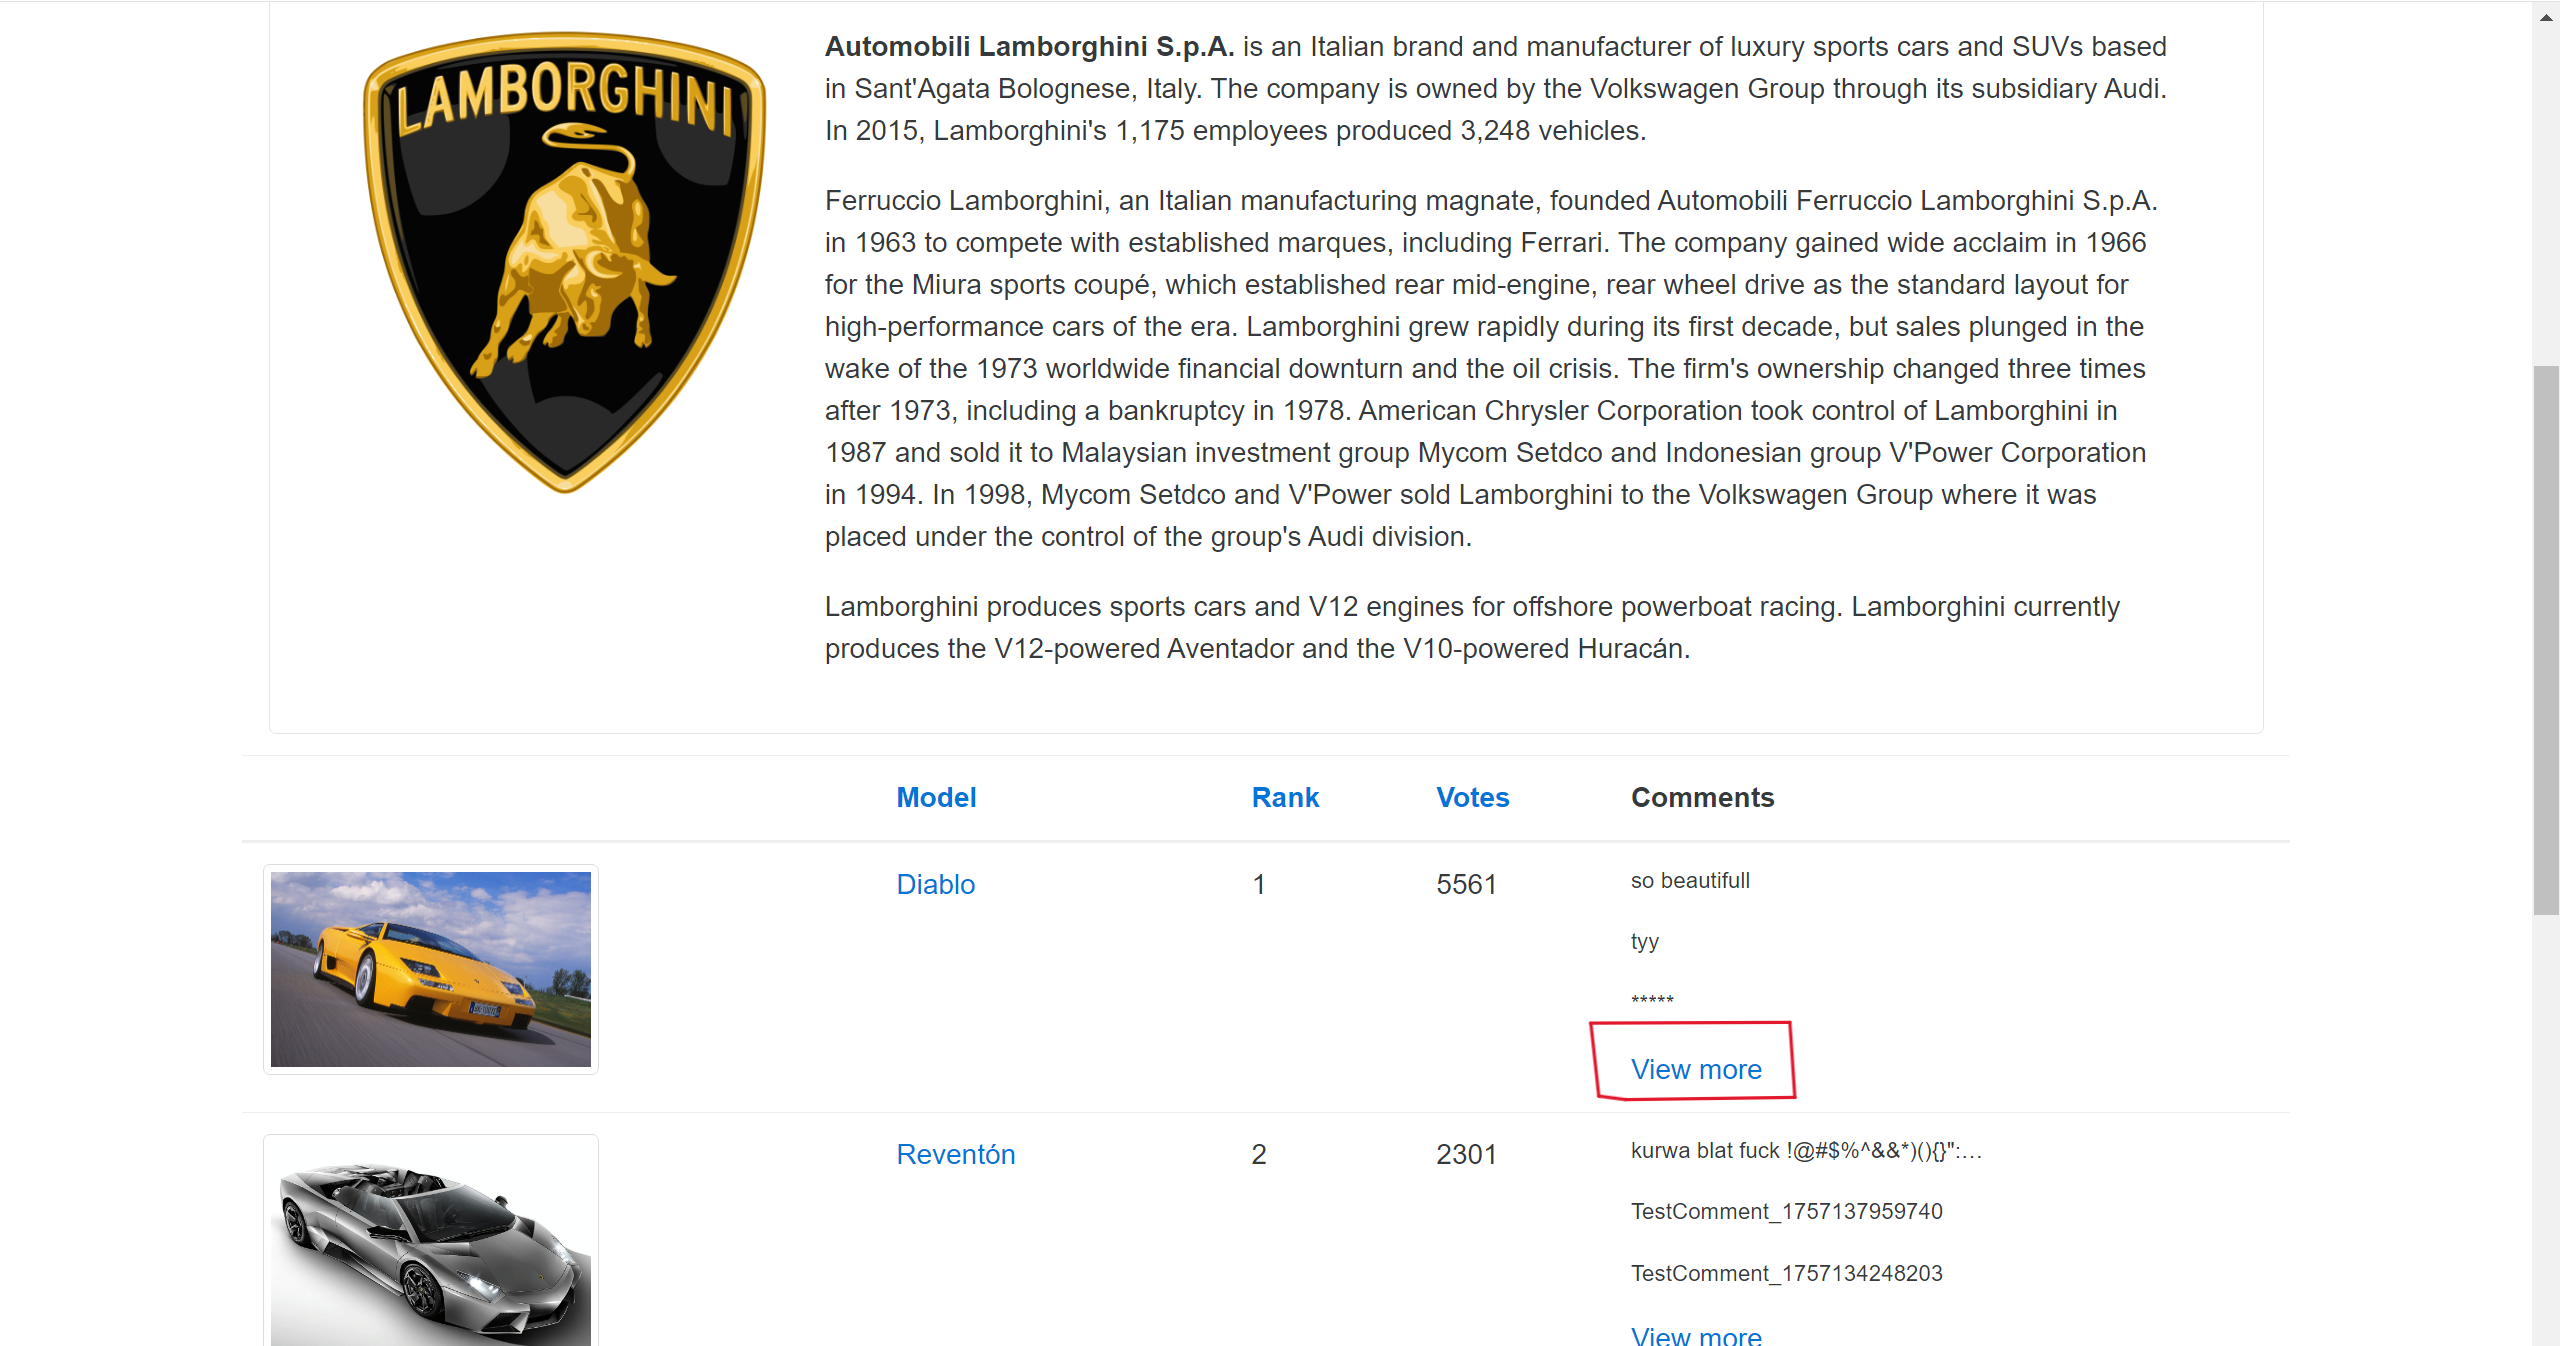 LAMBORGHINI
Automobili Lamborghini S.p.A. is an Italian brand and manufacturer of luxury sports cars and SUVs based
in Sant'Agata Bolognese, Italy. The company is owned by the Volkswagen Group through its subsidiary Audi.
In 2015, Lamborghini's 1,175 employees produced 3,248 vehicles.
Ferruccio Lamborghini, an Italian manufacturing magnate, founded Automobili Ferruccio Lamborghini S.p.A.
in 1963 to compete with established marques, including Ferrari. The company gained wide acclaim in 1966
for the Miura sports coupé, which established rear mid-engine, rear wheel drive as the standard layout for
high-performance cars of the era. Lamborghini grew rapidly during its first decade, but sales plunged in the
wake of the 1973 worldwide financial downturn and the oil crisis. The firm's ownership changed three times
after 1973, including a bankruptcy in 1978. American Chrysler Corporation took control of Lamborghini in
1987 and sold it to Malaysian investment group Mycom Setdco and Indonesian group V'Power Corporation
in 1994. In 1998, Mycom Setdco and V'Power sold Lamborghini to the Volkswagen Group where it was
placed under the control of the group's Audi division.
Lamborghini produces sports cars and V12 engines for offshore powerboat racing. Lamborghini currently
produces the V12-powered Aventador and the V10-powered Huracán.
Model Rank Votes Comments
Diablo 1 5561 so beautifull
tyy
*****
View more
Reventón 2 2301 kurwa blat fuck !@#$%^&&*)(){}":…
TestComment_1757137959740
TestComment_1757134248203
View more